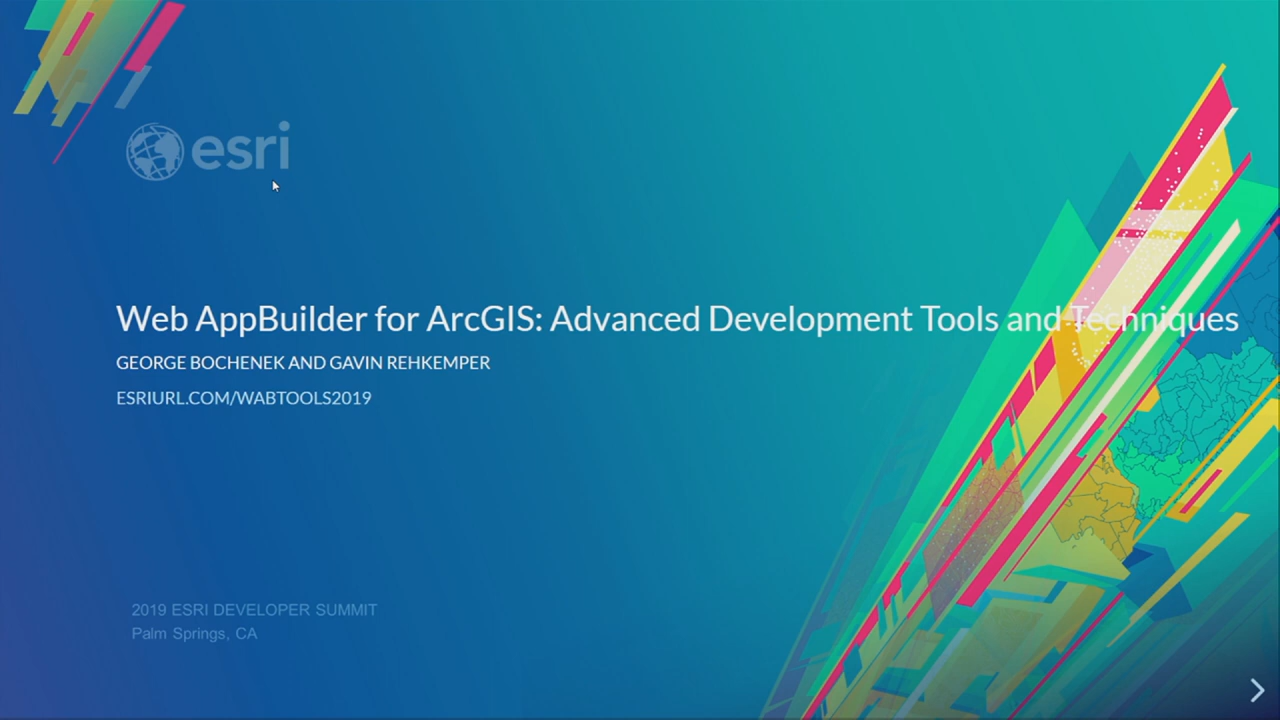 esri
Web AppBuilder for ArcGIS: Advanced Development Tools and Techniques
GEORGE BOCHENEK AND GAVIN REHKEMPER
ESRIURL.COM/WABTOOLS2019
2019 ESRI DEVELOPER SUMMIT
Palm Springs, CA